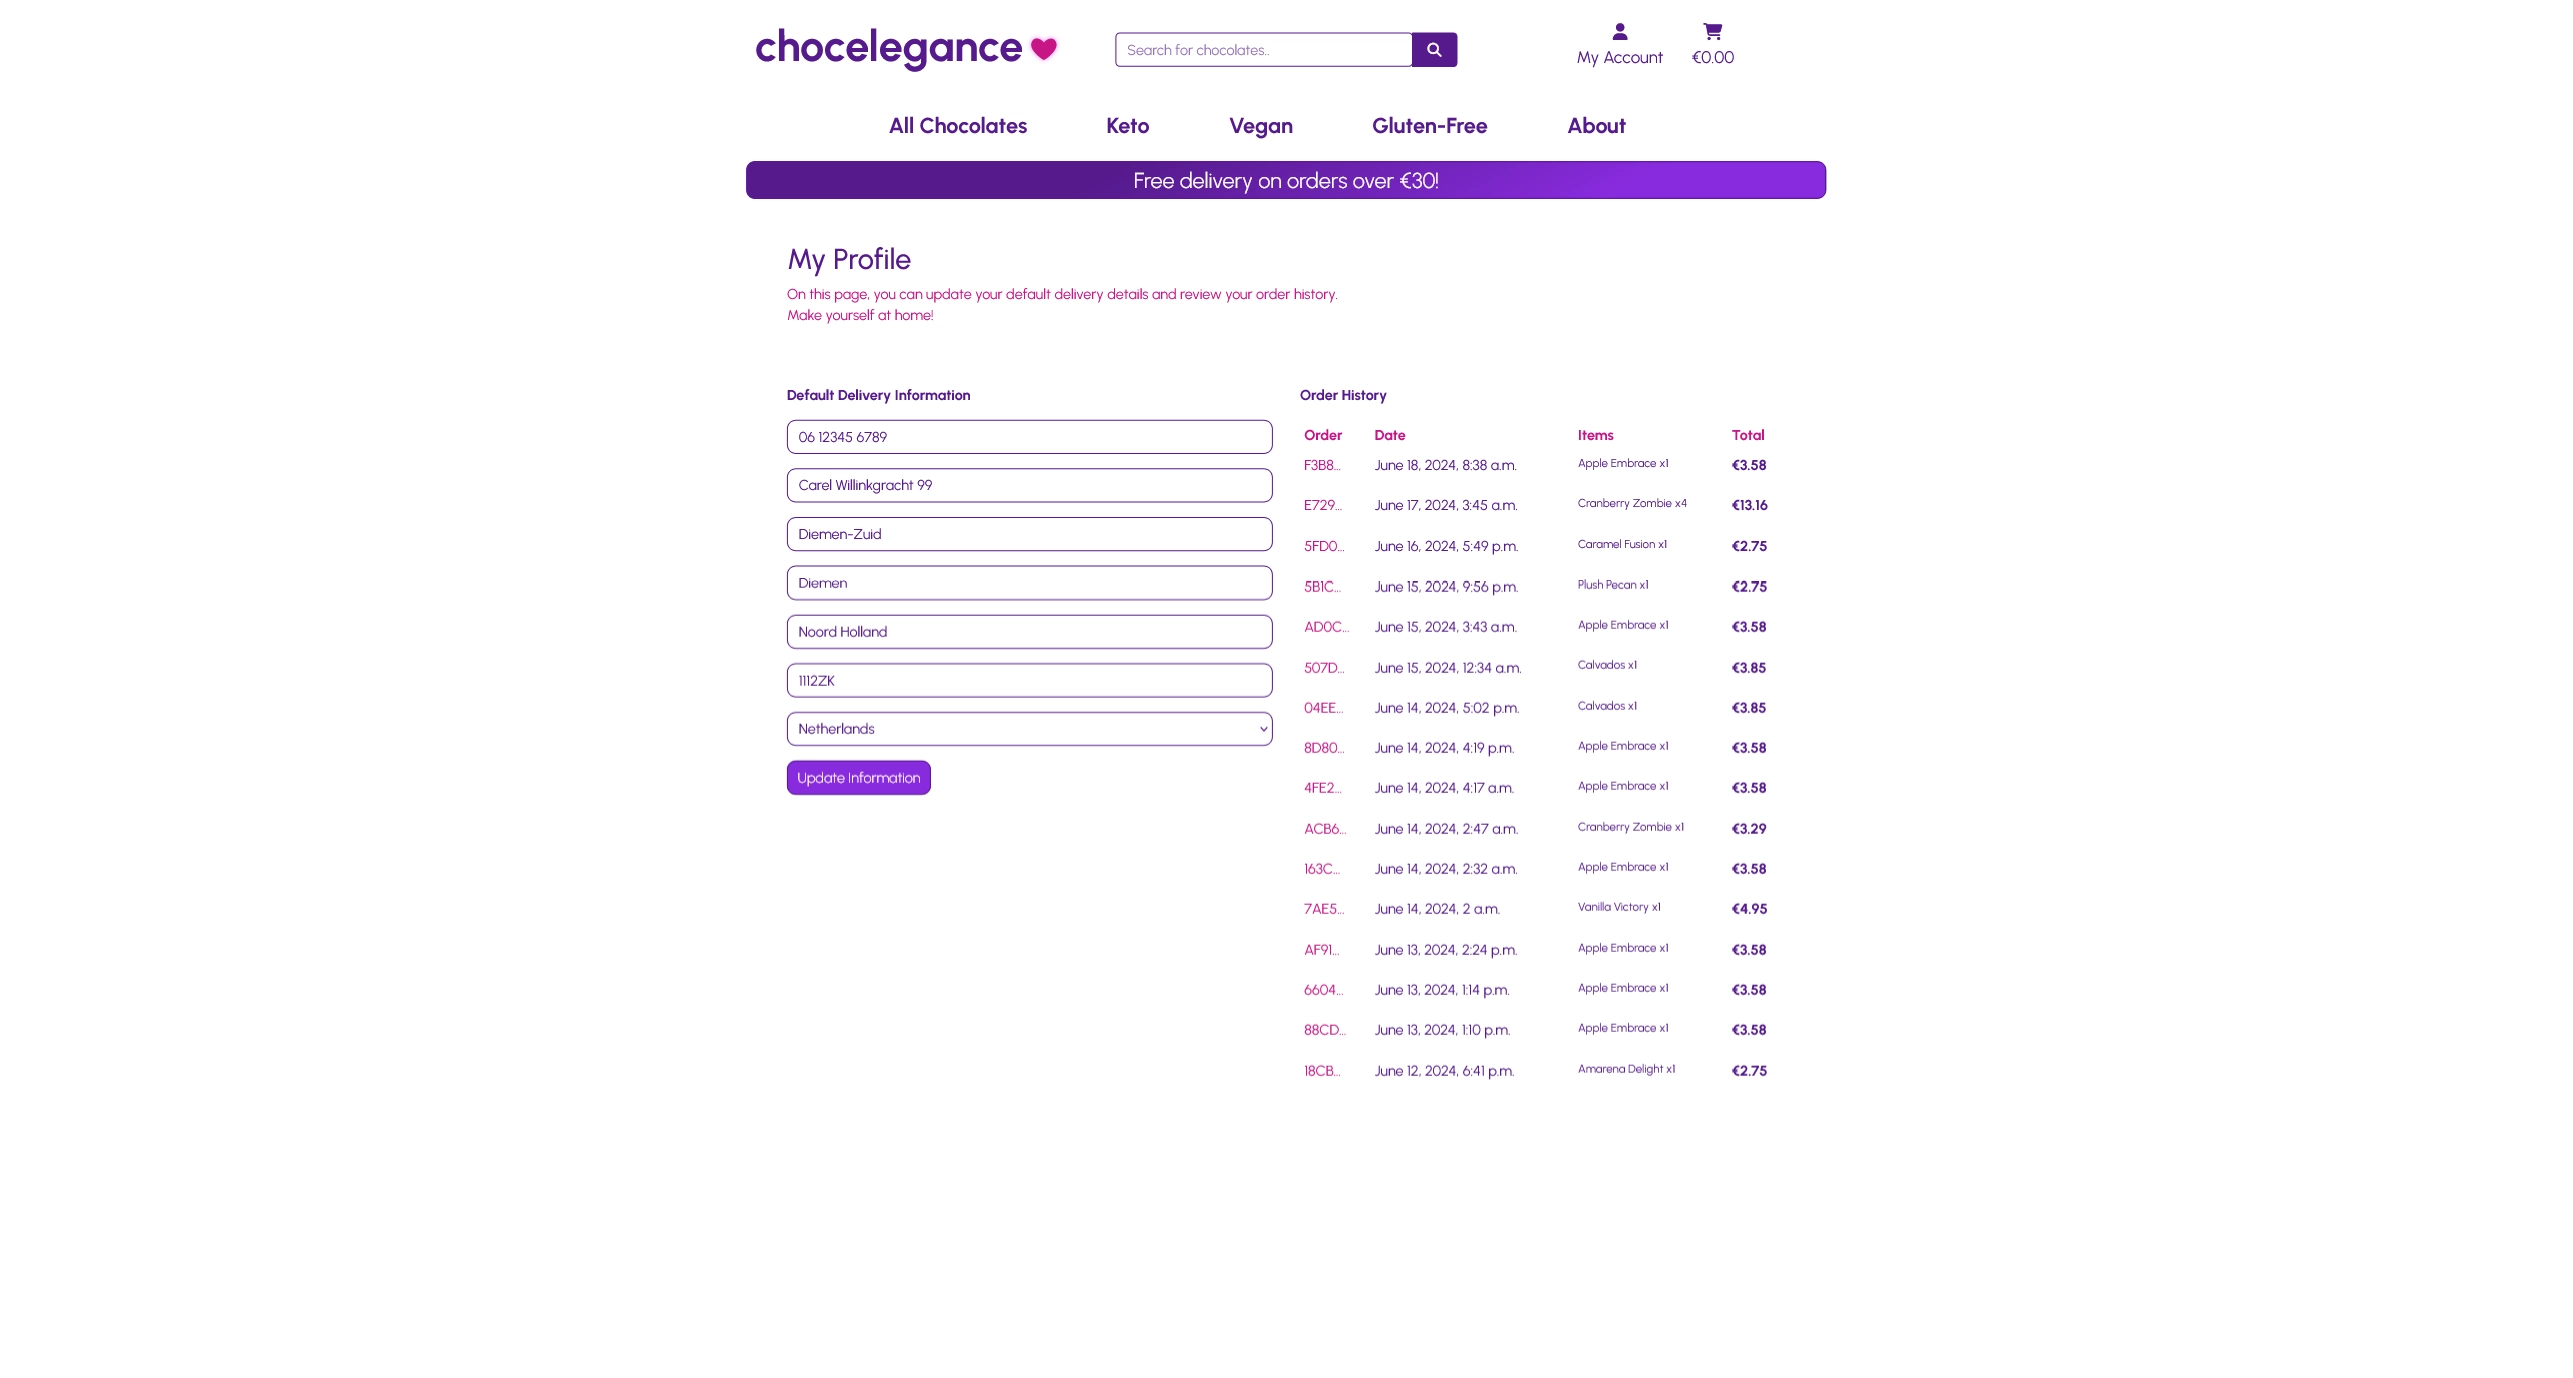 chocelegance
Search for chocolates..
My Account
€0.00
All Chocolates Keto Vegan Gluten-Free About
Free delivery on orders over €30!
My Profile
On this page, you can update your default delivery details and review your order history.
Make yourself at home!
Default Delivery Information
06 12345 6789
Carel Willinkgracht 99
Diemen-Zuid
Diemen
Noord Holland
1112ZK
Netherlands
Update Information
Order History
Order Date Items Total
F3B8... June 18, 2024, 8:38 a.m. Apple Embrace x1 €3.58
E729... June 17, 2024, 3:45 a.m. Cranberry Zombie x4 €13.16
5FD0... June 16, 2024, 5:49 p.m. Caramel Fusion x1 €2.75
5B1C... June 15, 2024, 9:56 p.m. Plush Pecan x1 €2.75
AD0C... June 15, 2024, 3:43 a.m. Apple Embrace x1 €3.58
507D... June 15, 2024, 12:34 a.m. Calvados x1 €3.85
04EE... June 14, 2024, 5:02 p.m. Calvados x1 €3.85
8D80... June 14, 2024, 4:19 p.m. Apple Embrace x1 €3.58
4FE2... June 14, 2024, 4:17 a.m. Apple Embrace x1 €3.58
ACB6... June 14, 2024, 2:47 a.m. Cranberry Zombie x1 €3.29
163C... June 14, 2024, 2:32 a.m. Apple Embrace x1 €3.58
7AE5... June 14, 2024, 2 a.m. Vanilla Victory x1 €4.95
AF91... June 13, 2024, 2:24 p.m. Apple Embrace x1 €3.58
6604... June 13, 2024, 1:14 p.m. Apple Embrace x1 €3.58
88CD... June 13, 2024, 1:10 p.m. Apple Embrace x1 €3.58
18CB... June 12, 2024, 6:41 p.m. Amarena Delight x1 €2.75